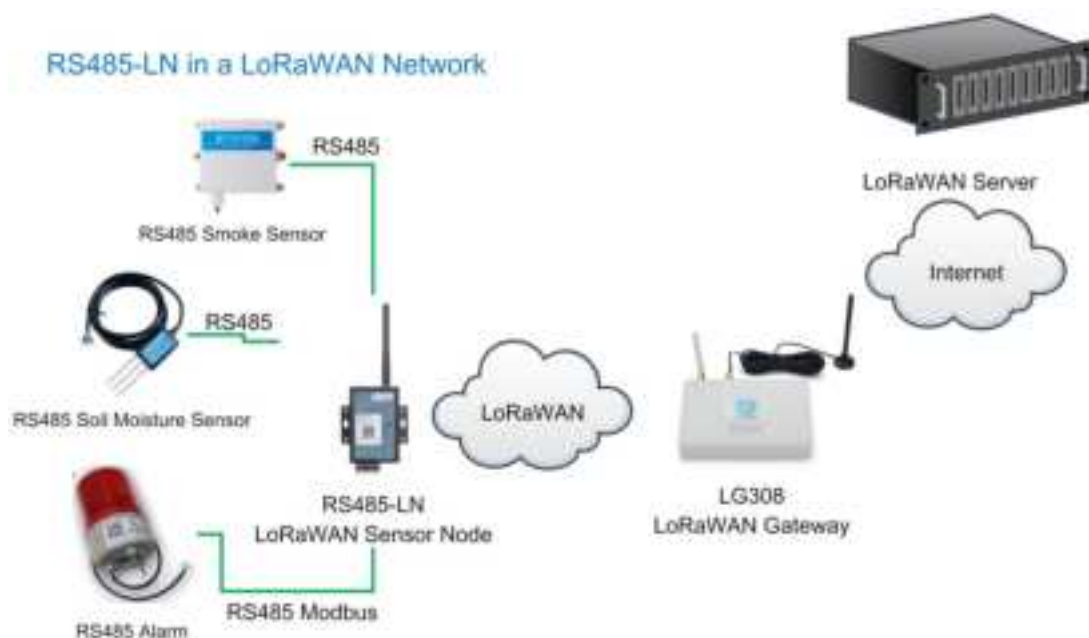 RS485-LN in a LoRaWAN Network
RS485
RS485 Smoke Sensor
LoRaWAN Server
Internet
RS485
RS485 Soil Moisture Sensor
LoRaWAN
RS485-LN
LoRaWAN Sensor Node
LG308
LoRaWAN Gateway
RS485 Modbus
RS485 Alarm